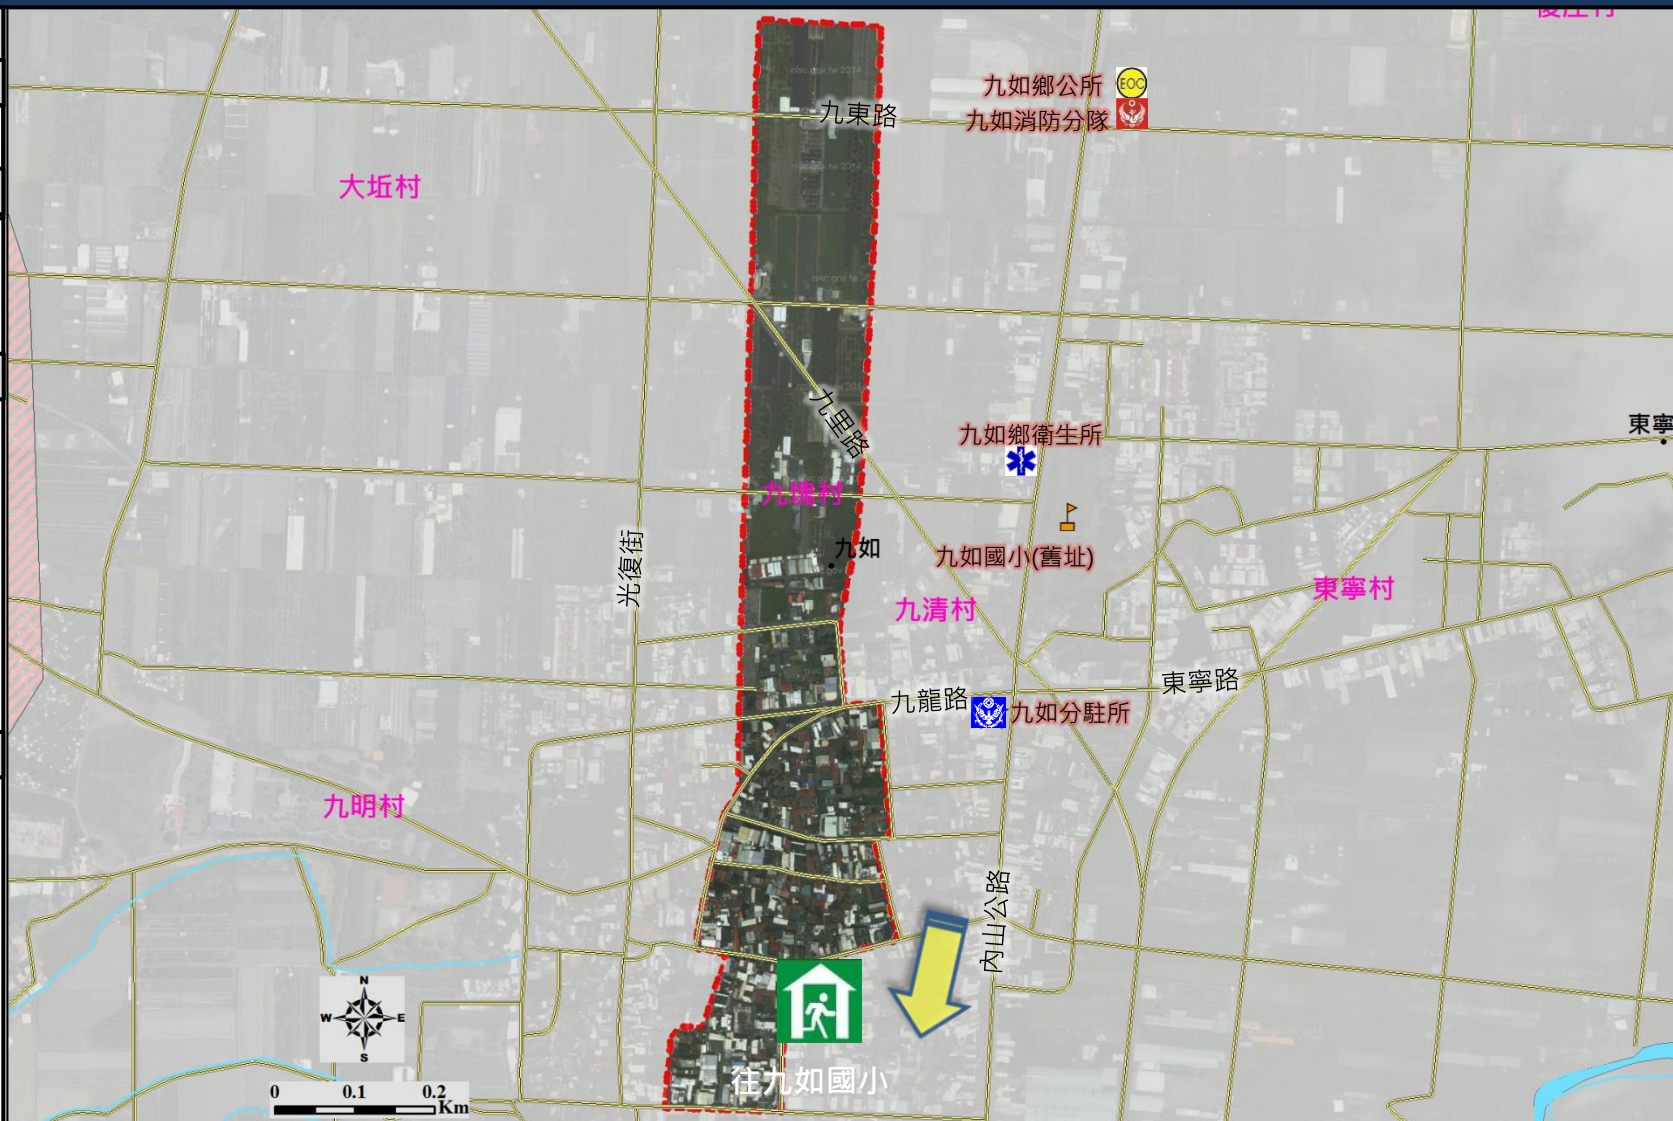 九東路
九如鄉公所
EOC
九如消防分隊
大坵村
九里路
九如鄉衛生所
東寧
九塊村
光復街
九如
九如國小(舊址)
九清村
東寧村
九龍路
東寧路
九如分駐所
九明村
內山公路
N
W
E
S
往九如國小
0 0.1 0.2
Km